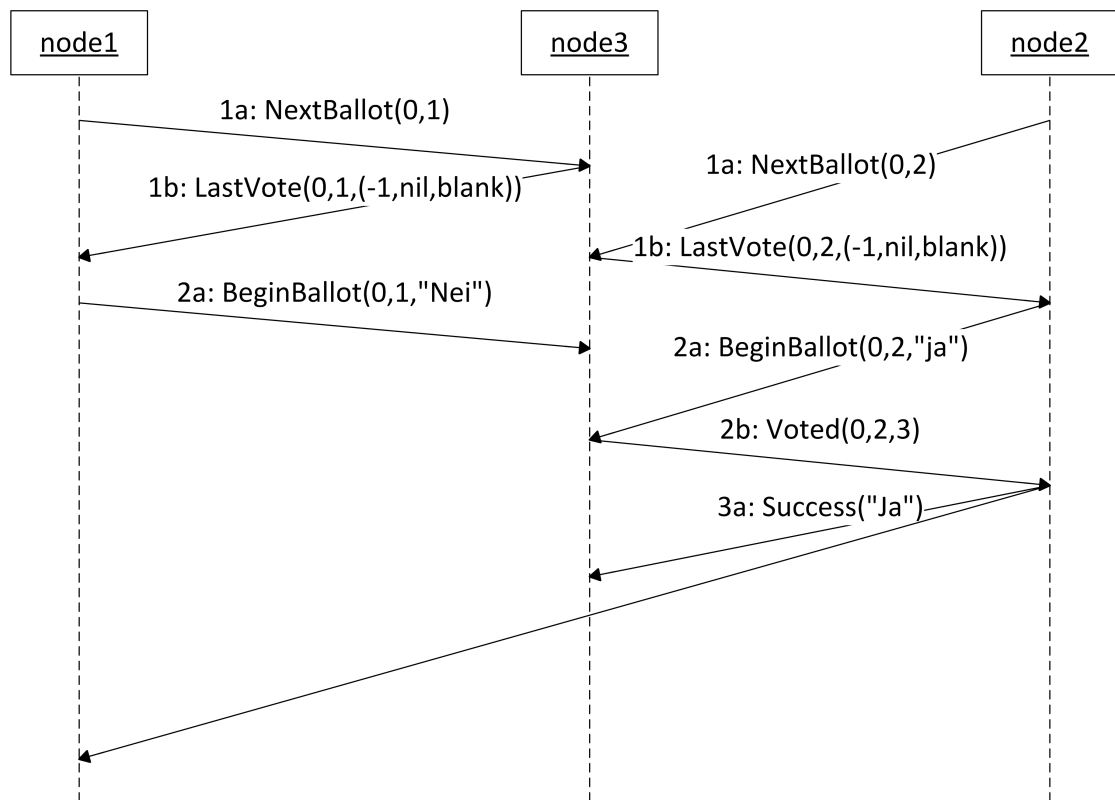 node1
node3
node2
1a: NextBallot(0,1)
1a: NextBallot(0,2)
1b: LastVote(0,1,(-1,nil,blank))
1b: LastVote(0,2,(-1,nil,blank))
2a: BeginBallot(0,1,"Nei")
2a: BeginBallot(0,2,"ja")
2b: Voted(0,2,3)
3a: Success("Ja")